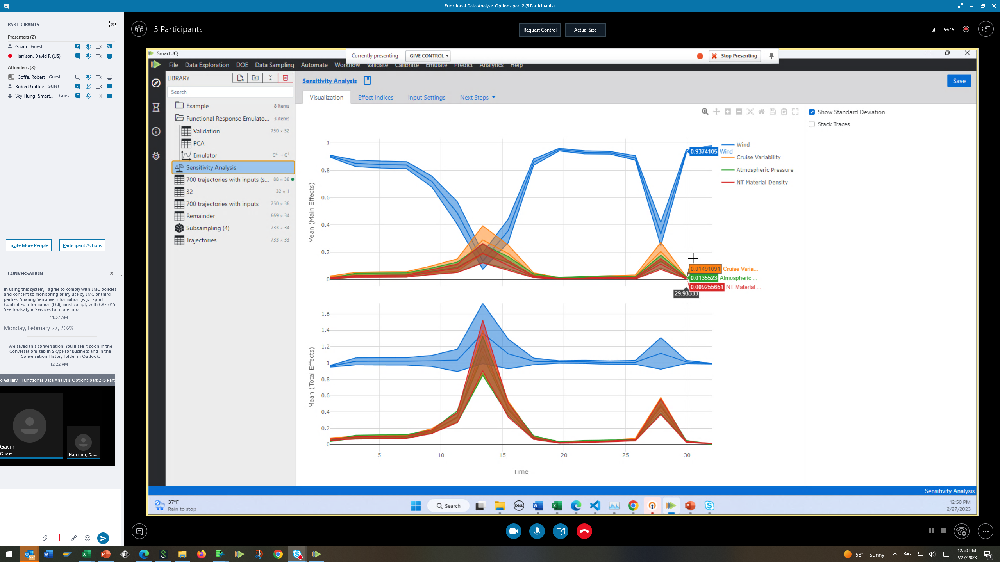 Functional Data Analysis Options part 2 (5 Participants)
PARTICIPANTS
Presenters (2)
Gavin Guest
Harrison, David R (US)
Attendees (3)
Goffe, Robert Guest
Robert Goffee Guest
Sky Hung (Smart... Guest
Invite More People
Participant Actions
CONVERSATION
In using this system, I agree to comply with LMC policies
and consent to monitoring of my use by LMC or third
parties. Sharing Sensitive Information [e.g. Export
Controlled Information (ECI)] must comply with CRX-015.
See Tools>Lync Services for more info.
11:57 AM
Monday, February 27, 2023
We saved this conversation. You'll see it soon in the
Conversations tab in Skype for Business and in the
Conversation History folder in Outlook.
12:22 PM
o Gallery - Functional Data Analysis Options part 2 (5 Part
Gavin
Guest
Harrison, Da...
5 Participants
Request Control
Actual Size
53:15
SmartUQ
Currently presenting
GIVE CONTROL
Stop Presenting
File Data Exploration DOE Data Sampling Automate Workflow Validate Calibrate Emulate Predict Analytics Help
LIBRARY
Search
Example 8 items
Functional Response Emulato... 3 items
Validation 750 × 32
PCA
Emulator C⁴ → C¹
Sensitivity Analysis
700 trajectories with inputs (s... 88 × 36
32 32 × 1
700 trajectories with inputs 750 × 36
Remainder 669 × 34
Subsampling (4) 733 × 34
Trajectories 733 × 33
Sensitivity Analysis
Save
Visualization Effect Indices Input Settings Next Steps
Show Standard Deviation
Stack Traces
Mean (Main Effects)
1
0.8
0.6
0.4
0.2
0
Wind
0.9374105 Wind
Cruise Variability
Atmospheric Pressure
NT Material Density
0.01491091 Cruise Varia...
0.0135523 Atmospheric ...
0.009255651 NT Material ...
29.93333
Mean (Total Effects)
1.6
1.4
1.2
1
0.8
0.6
0.4
0.2
0
5 10 15 20 25 30
Time
Sensitivity Analysis
37°F
Rain to stop
Search
DELL
12:50 PM
2/27/2023
58°F Sunny
12:50 PM
2/27/2023
1